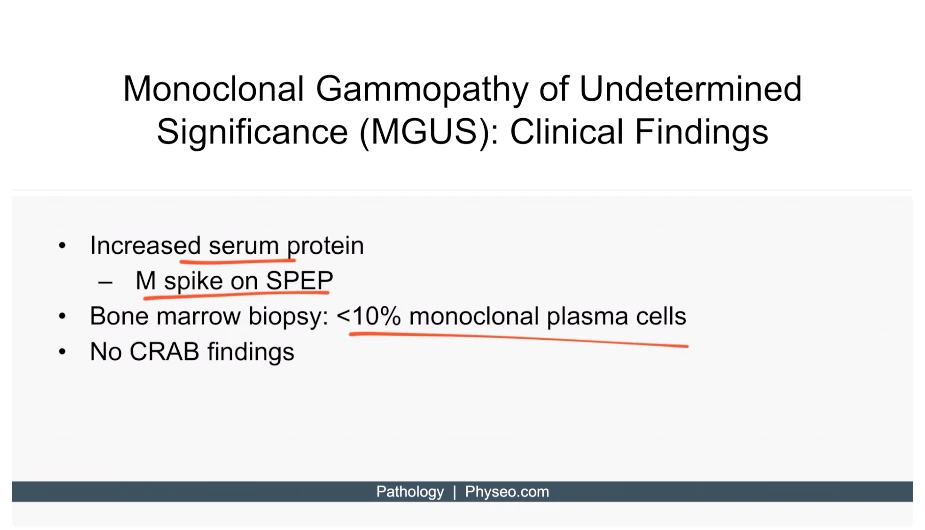 Monoclonal Gammopathy of Undetermined
Significance (MGUS): Clinical Findings
• Increased serum protein
– M spike on SPEP
• Bone marrow biopsy: <10% monoclonal plasma cells
• No CRAB findings
Pathology | Physeo.com